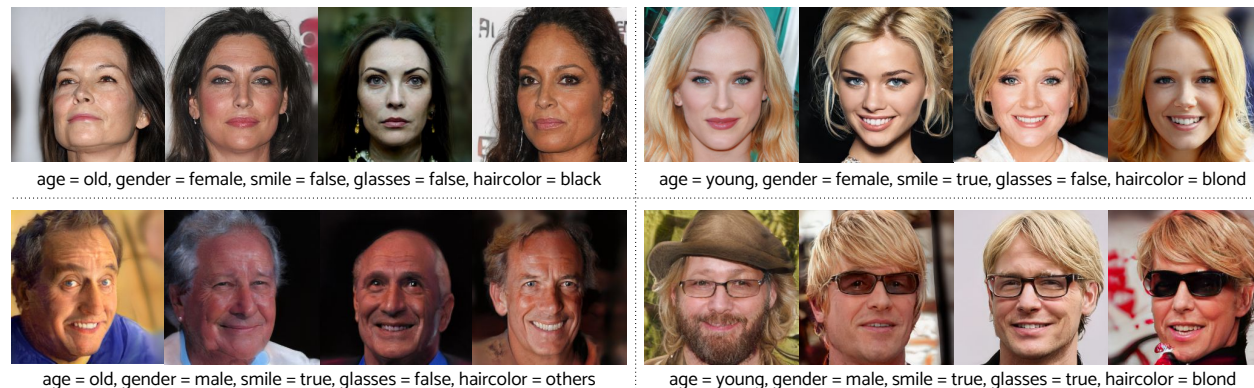 age = old, gender = female, smile = false, glasses = false, haircolor = black
age = young, gender = female, smile = true, glasses = false, haircolor = blond
age = old, gender = male, smile = true, glasses = false, haircolor = others
age = young, gender = male, smile = true, glasses = true, haircolor = blond